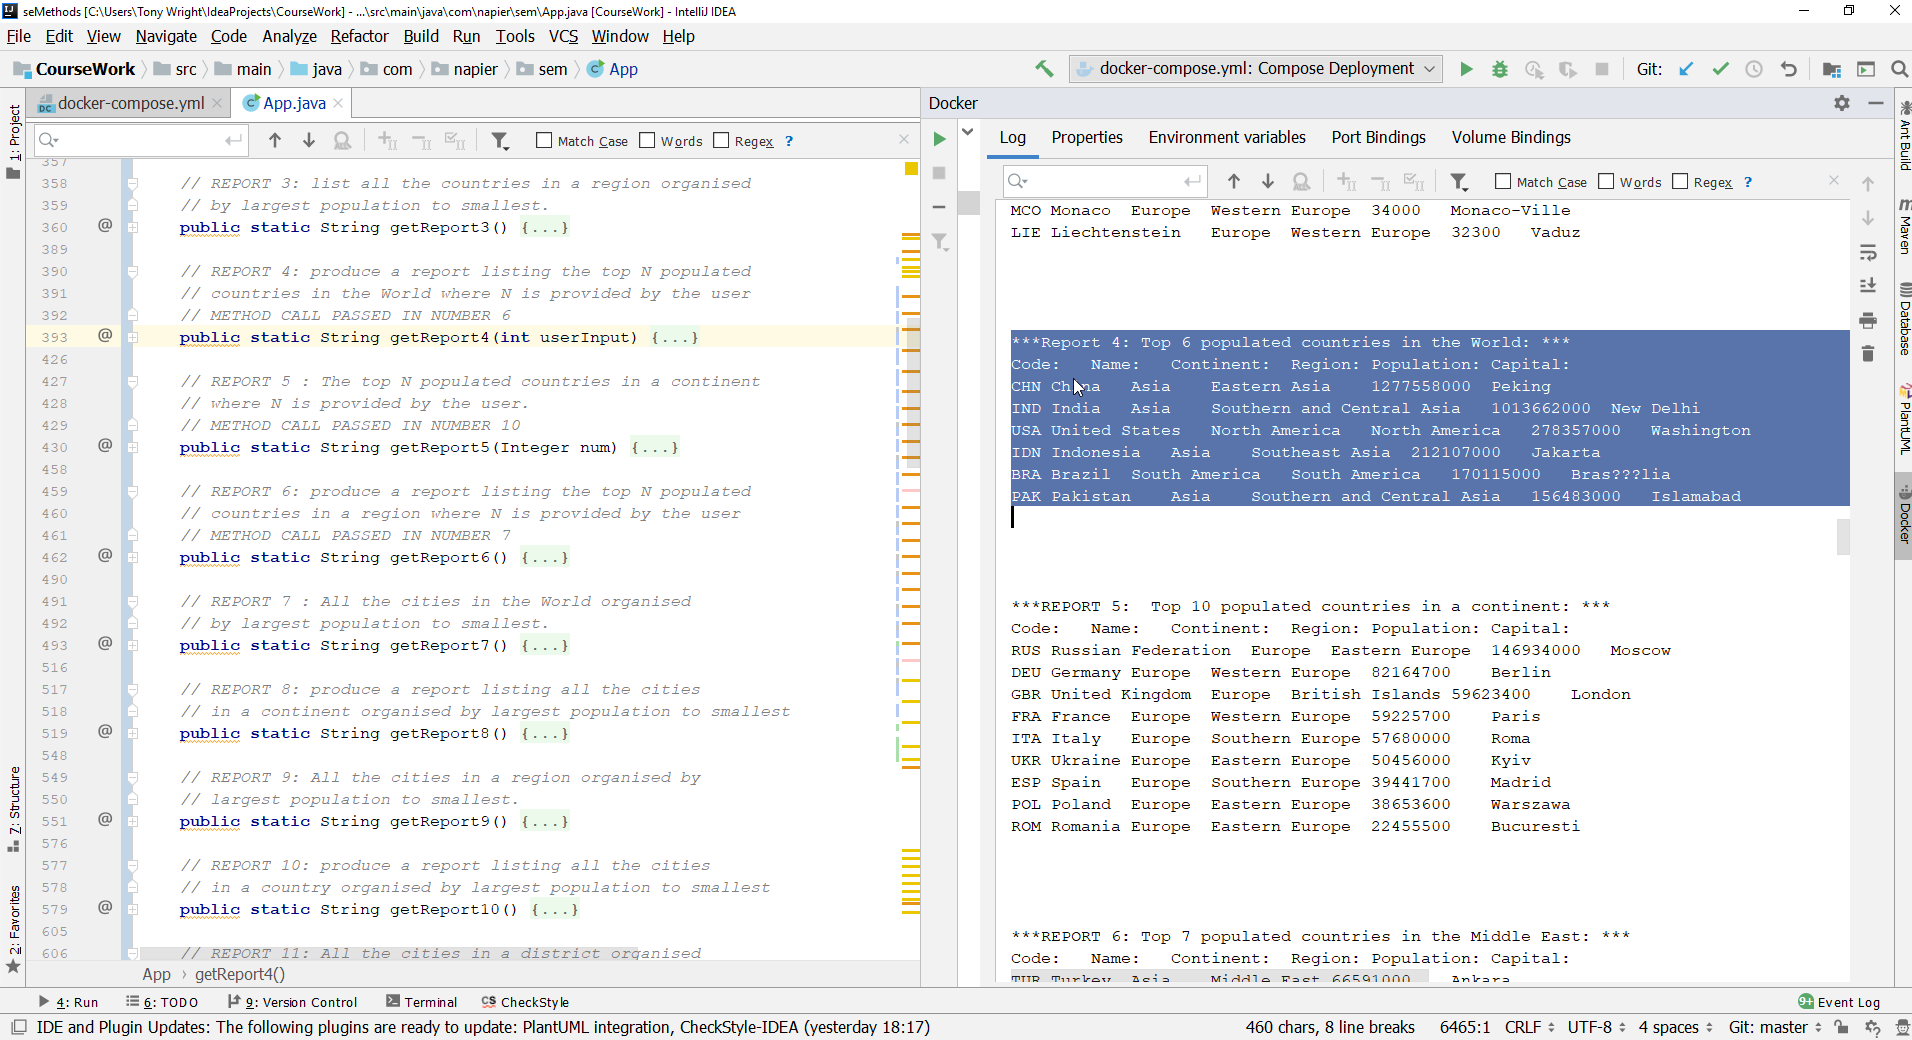 seMethods [C:\Users\Tony Wright\IdeaProjects\CourseWork] - ...\src\main\java\com\napier\sem\App.java [CourseWork] - IntelliJ IDEA
File Edit View Navigate Code Analyze Refactor Build Run Tools VCS Window Help
CourseWork src main java com napier sem App
docker-compose.yml: Compose Deployment Git:
docker-compose.yml App.java
Match Case Words Regex ?
357
358 // REPORT 3: list all the countries in a region organised
359 // by largest population to smallest.
360 @ public static String getReport3() {...}
389
390 // REPORT 4: produce a report listing the top N populated
391 // countries in the World where N is provided by the user
392 // METHOD CALL PASSED IN NUMBER 6
393 @ public static String getReport4(int userInput) {...}
426
427 // REPORT 5 : The top N populated countries in a continent
428 // where N is provided by the user.
429 // METHOD CALL PASSED IN NUMBER 10
430 @ public static String getReport5(Integer num) {...}
458
459 // REPORT 6: produce a report listing the top N populated
460 // countries in a region where N is provided by the user
461 // METHOD CALL PASSED IN NUMBER 7
462 @ public static String getReport6() {...}
490
491 // REPORT 7 : All the cities in the World organised
492 // by largest population to smallest.
493 @ public static String getReport7() {...}
516
517 // REPORT 8: produce a report listing all the cities
518 // in a continent organised by largest population to smallest
519 @ public static String getReport8() {...}
548
549 // REPORT 9: All the cities in a region organised by
550 // largest population to smallest.
551 @ public static String getReport9() {...}
576
577 // REPORT 10: produce a report listing all the cities
578 // in a country organised by largest population to smallest
579 @ public static String getReport10() {...}
605
606 // REPORT 11: All the cities in a district organised
App › getReport4()
Docker
Log Properties Environment variables Port Bindings Volume Bindings
Match Case Words Regex ?
MCO Monaco Europe Western Europe 34000 Monaco-Ville
LIE Liechtenstein Europe Western Europe 32300 Vaduz
***Report 4: Top 6 populated countries in the World: ***
Code: Name: Continent: Region: Population: Capital:
CHN China Asia Eastern Asia 1277558000 Peking
IND India Asia Southern and Central Asia 1013662000 New Delhi
USA United States North America North America 278357000 Washington
IDN Indonesia Asia Southeast Asia 212107000 Jakarta
BRA Brazil South America South America 170115000 Bras???lia
PAK Pakistan Asia Southern and Central Asia 156483000 Islamabad
***REPORT 5: Top 10 populated countries in a continent: ***
Code: Name: Continent: Region: Population: Capital:
RUS Russian Federation Europe Eastern Europe 146934000 Moscow
DEU Germany Europe Western Europe 82164700 Berlin
GBR United Kingdom Europe British Islands 59623400 London
FRA France Europe Western Europe 59225700 Paris
ITA Italy Europe Southern Europe 57680000 Roma
UKR Ukraine Europe Eastern Europe 50456000 Kyiv
ESP Spain Europe Southern Europe 39441700 Madrid
POL Poland Europe Eastern Europe 38653600 Warszawa
ROM Romania Europe Eastern Europe 22455500 Bucuresti
***REPORT 6: Top 7 populated countries in the Middle East: ***
Code: Name: Continent: Region: Population: Capital:
TUR Turkey Asia Middle East 66591000 Ankara
1: Project
7: Structure
2: Favorites
Ant Build
Maven
Database
PlantUML
Docker
4: Run 6: TODO 9: Version Control Terminal CS CheckStyle 9+ Event Log
IDE and Plugin Updates: The following plugins are ready to update: PlantUML integration, CheckStyle-IDEA (yesterday 18:17) 460 chars, 8 line breaks 6465:1 CRLF UTF-8 4 spaces Git: master